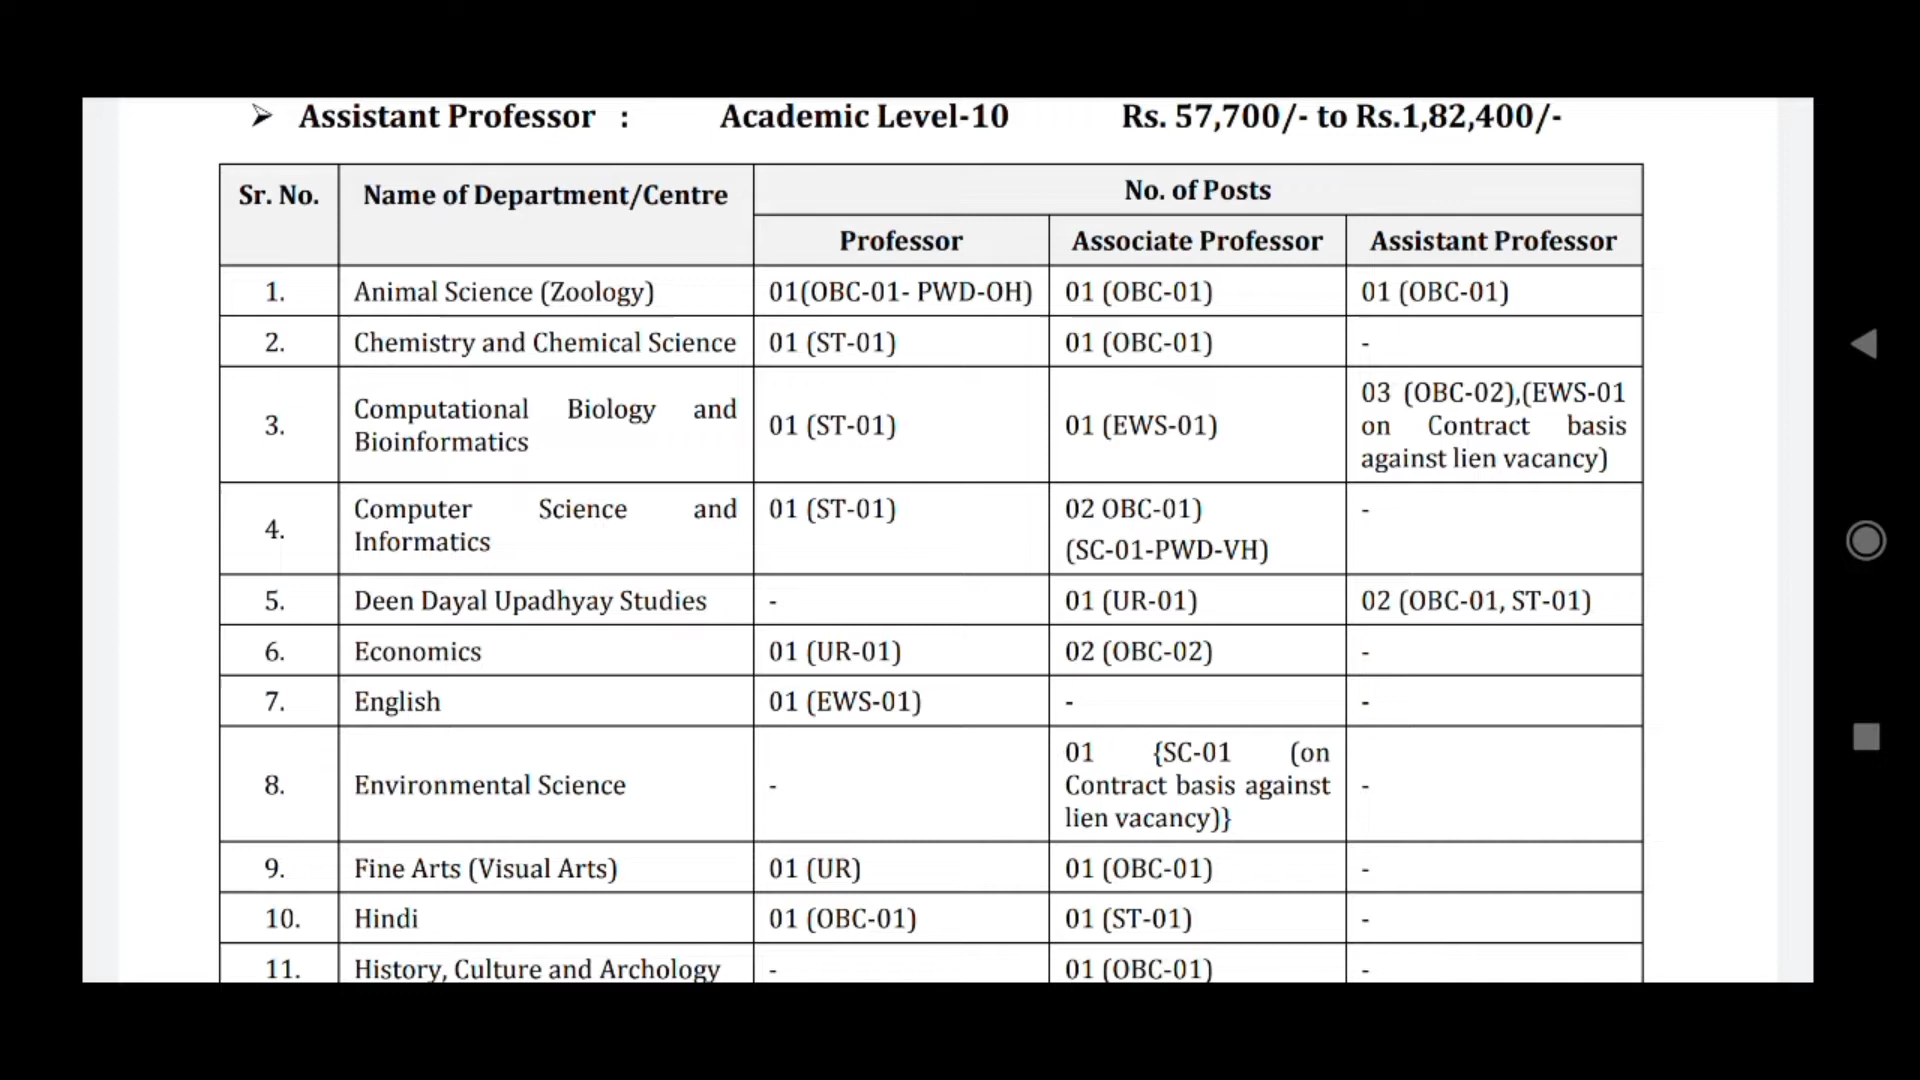 ➢ Assistant Professor : Academic Level-10 Rs. 57,700/- to Rs.1,82,400/-
Sr. No. Name of Department/Centre No. of Posts
Professor Associate Professor Assistant Professor
1. Animal Science (Zoology) 01(OBC-01- PWD-OH) 01 (OBC-01) 01 (OBC-01)
2. Chemistry and Chemical Science 01 (ST-01) 01 (OBC-01) -
3. Computational Biology and
Bioinformatics
01 (ST-01) 01 (EWS-01)
03 (OBC-02),(EWS-01
on Contract basis
against lien vacancy)
4. Computer Science and
Informatics
01 (ST-01)
02 OBC-01)
(SC-01-PWD-VH)
-
5. Deen Dayal Upadhyay Studies - 01 (UR-01) 02 (OBC-01, ST-01)
6. Economics 01 (UR-01) 02 (OBC-02) -
7. English 01 (EWS-01) - -
8. Environmental Science -
01 {SC-01 (on
Contract basis against
lien vacancy)}
-
9. Fine Arts (Visual Arts) 01 (UR) 01 (OBC-01) -
10. Hindi 01 (OBC-01) 01 (ST-01) -
11. History, Culture and Archology - 01 (OBC-01) -